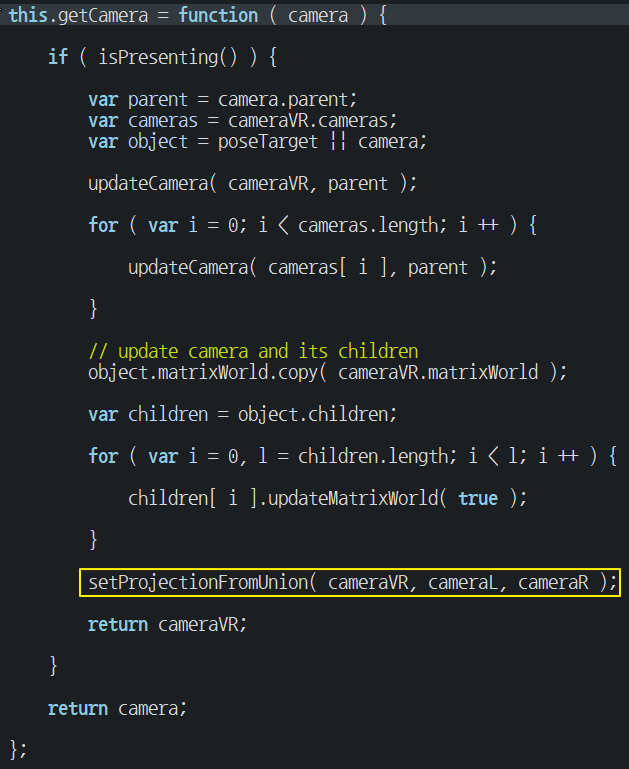 this.getCamera = function ( camera ) {
if ( isPresenting() ) {
var parent = camera.parent;
var cameras = cameraVR.cameras;
var object = poseTarget || camera;
updateCamera( cameraVR, parent );
for ( var i = 0; i < cameras.length; i ++ ) {
updateCamera( cameras[ i ], parent );
}
// update camera and its children
object.matrixWorld.copy( cameraVR.matrixWorld );
var children = object.children;
for ( var i = 0, l = children.length; i < l; i ++ ) {
children[ i ].updateMatrixWorld( true );
}
setProjectionFromUnion( cameraVR, cameraL, cameraR );
return cameraVR;
}
return camera;
};